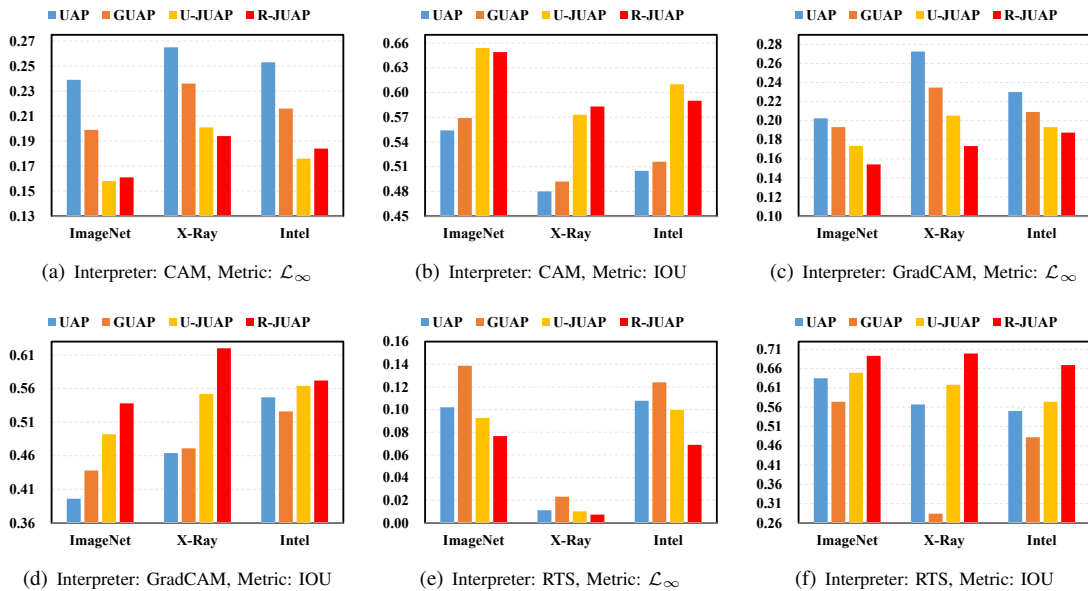 UAP GUAP U-JUAP R-JUAP
0.27
0.25
0.23
0.21
0.19
0.17
0.15
0.13
ImageNet X-Ray Intel
(a) Interpreter: CAM, Metric: ℒ∞
UAP GUAP U-JUAP R-JUAP
0.66
0.63
0.60
0.57
0.54
0.51
0.48
0.45
ImageNet X-Ray Intel
(b) Interpreter: CAM, Metric: IOU
UAP GUAP U-JUAP R-JUAP
0.28
0.26
0.24
0.22
0.20
0.18
0.16
0.14
0.12
0.10
ImageNet X-Ray Intel
(c) Interpreter: GradCAM, Metric: ℒ∞
UAP GUAP U-JUAP R-JUAP
0.61
0.56
0.51
0.46
0.41
0.36
ImageNet X-Ray Intel
(d) Interpreter: GradCAM, Metric: IOU
UAP GUAP U-JUAP R-JUAP
0.16
0.14
0.12
0.10
0.08
0.06
0.04
0.02
0.00
ImageNet X-Ray Intel
(e) Interpreter: RTS, Metric: ℒ∞
UAP GUAP U-JUAP R-JUAP
0.71
0.66
0.61
0.56
0.51
0.46
0.41
0.36
0.31
0.26
ImageNet X-Ray Intel
(f) Interpreter: RTS, Metric: IOU